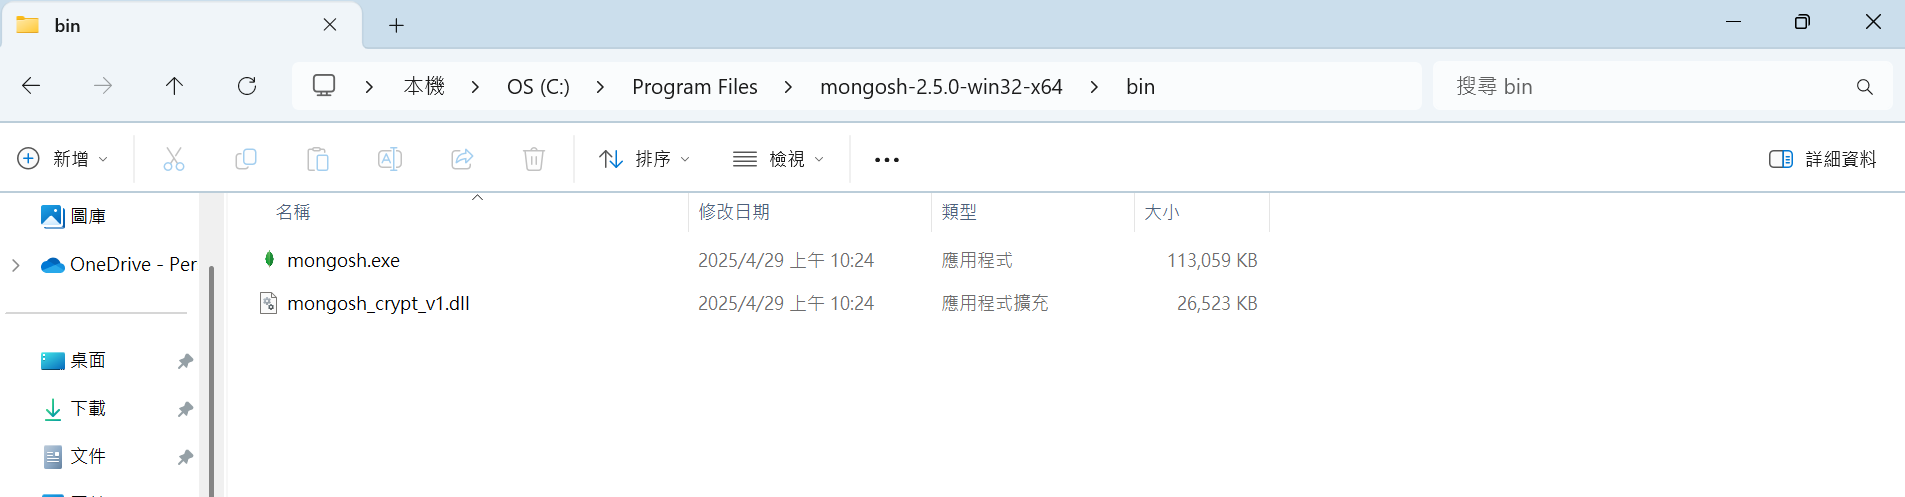 bin
本機 OS (C:) Program Files mongosh-2.5.0-win32-x64 bin 搜尋 bin
新增 排序 檢視 詳細資料
圖庫
OneDrive - Per
桌面
下載
文件
名稱 修改日期 類型 大小
mongosh.exe 2025/4/29 上午 10:24 應用程式 113,059 KB
mongosh_crypt_v1.dll 2025/4/29 上午 10:24 應用程式擴充 26,523 KB